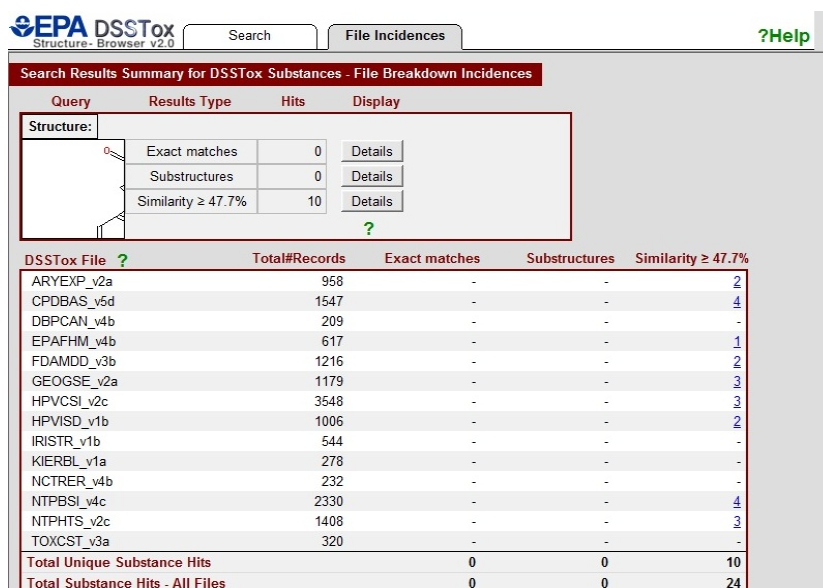 EPA DSSTox Search File Incidences ?Help
Structure-Browser v2.0
Search Results Summary for DSSTox Substances - File Breakdown Incidences
Query Results Type Hits Display
Structure:
O Exact matches 0 Details
Substructures 0 Details
Similarity ≥ 47.7% 10 Details
?
DSSTox File ? Total#Records Exact matches Substructures Similarity ≥ 47.7%
ARYEXP_v2a 958 - - 2
CPDBAS_v5d 1547 - - 4
DBPCAN_v4b 209 - - -
EPAFHM_v4b 617 - - 1
FDAMDD_v3b 1216 - - 2
GEOGSE_v2a 1179 - - 3
HPVCSI_v2c 3548 - - 3
HPVISD_v1b 1006 - - 2
IRISTR_v1b 544 - - -
KIERBL_v1a 278 - - -
NCTRER_v4b 232 - - -
NTPBSI_v4c 2330 - - 4
NTPHTS_v2c 1408 - - 3
TOXCST_v3a 320 - - -
Total Unique Substance Hits 0 0 10
Total Substance Hits - All Files 0 0 24